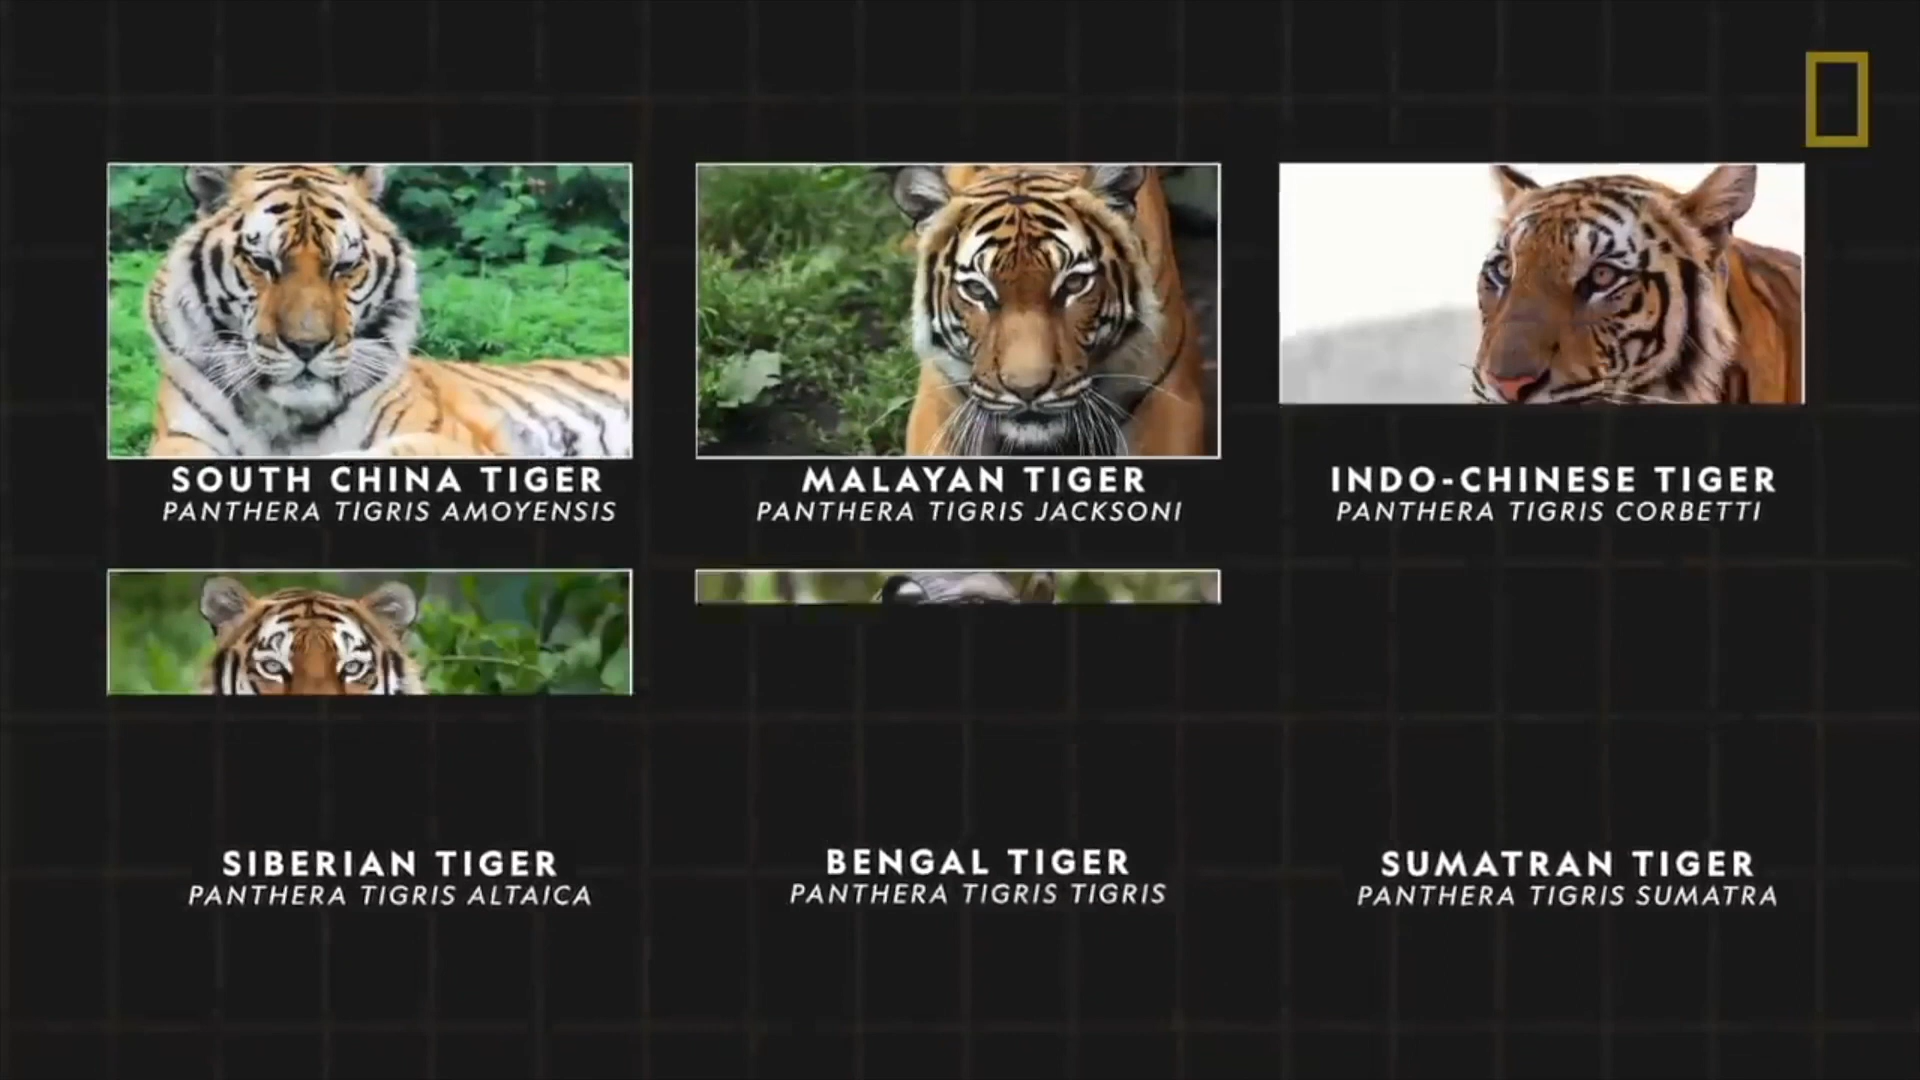 SOUTH CHINA TIGER
PANTHERA TIGRIS AMOYENSIS
MALAYAN TIGER
PANTHERA TIGRIS JACKSONI
INDO-CHINESE TIGER
PANTHERA TIGRIS CORBETTI
SIBERIAN TIGER
PANTHERA TIGRIS ALTAICA
BENGAL TIGER
PANTHERA TIGRIS TIGRIS
SUMATRAN TIGER
PANTHERA TIGRIS SUMATRA